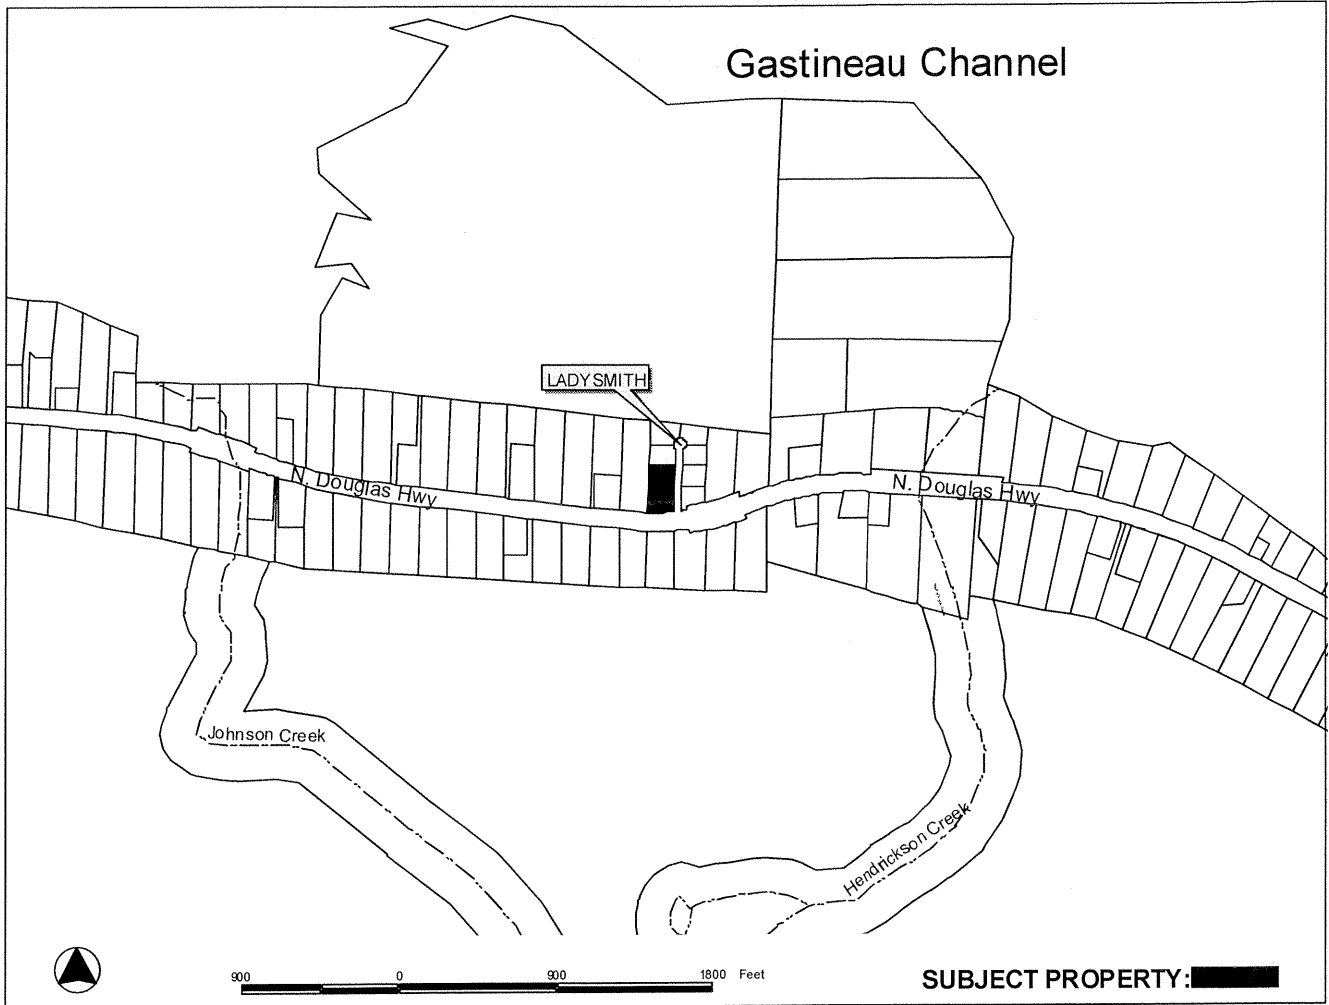 Gastineau Channel
LADYSMITH
N. Douglas Hwy
N. Douglas Hwy
Johnson Creek
Hendrickson Creek
900 0 900 1800 Feet
SUBJECT PROPERTY: